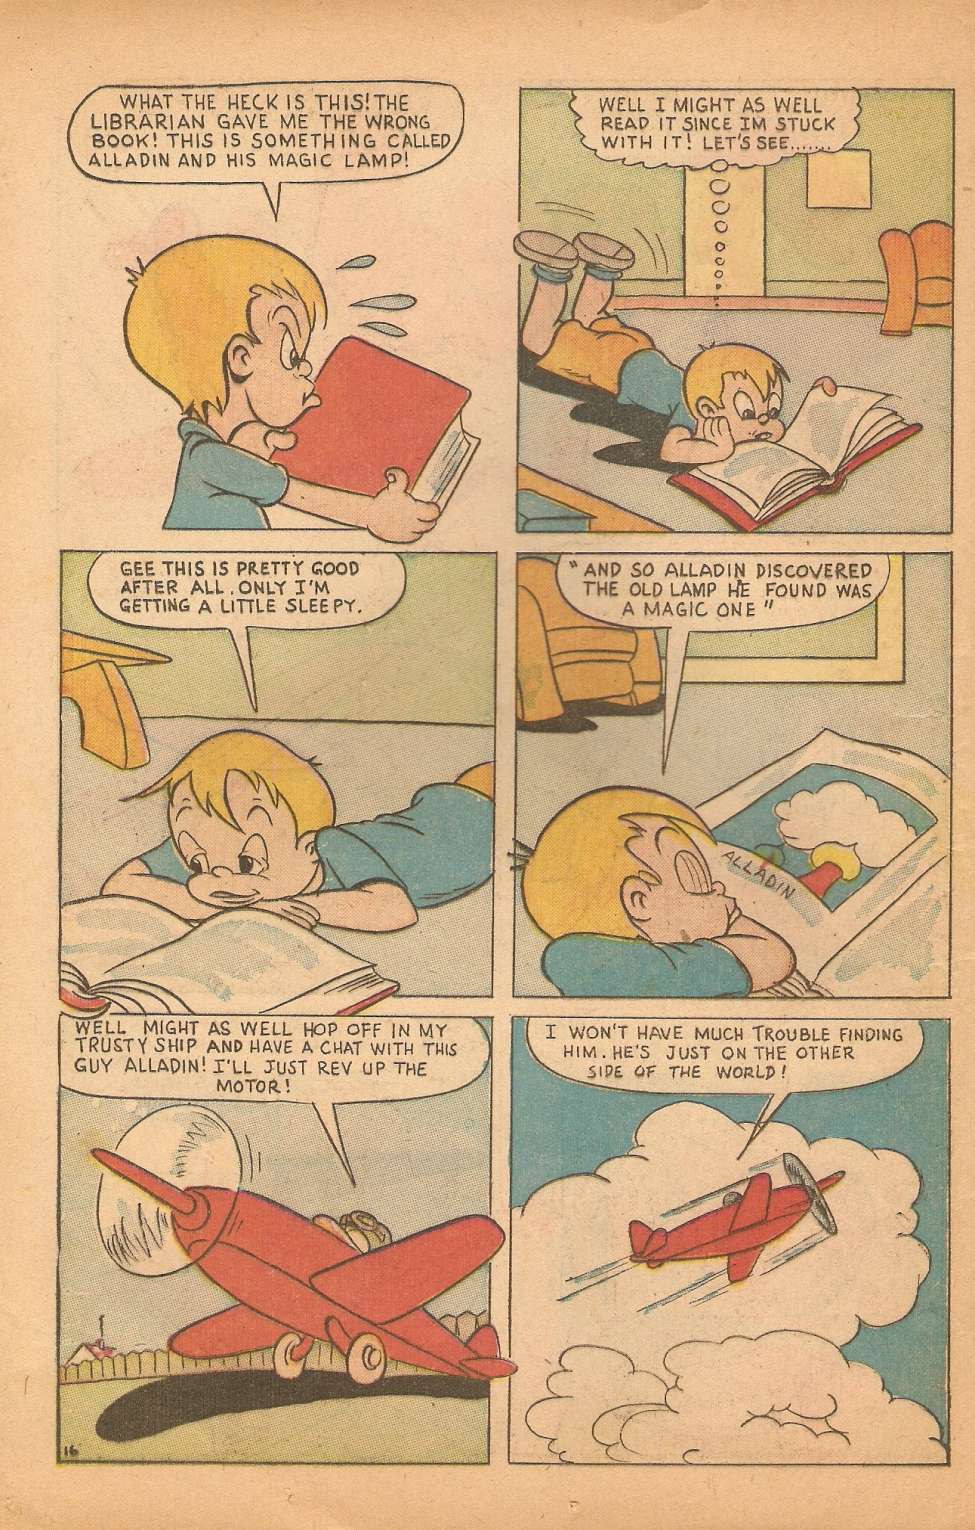 WHAT THE HECK IS THIS! THE
LIBRARIAN GAVE ME THE WRONG
BOOK! THIS IS SOMETHING CALLED
ALLADIN AND HIS MAGIC LAMP!
WELL I MIGHT AS WELL
READ IT SINCE IM STUCK
WITH IT! LET'S SEE.......
GEE THIS IS PRETTY GOOD
AFTER ALL. ONLY I'M
GETTING A LITTLE SLEEPY.
"AND SO ALLADIN DISCOVERED
THE OLD LAMP HE FOUND WAS
A MAGIC ONE"
ALLADIN
WELL MIGHT AS WELL HOP OFF IN MY
TRUSTY SHIP AND HAVE A CHAT WITH THIS
GUY ALLADIN! I'LL JUST REV UP THE
MOTOR!
16
I WON'T HAVE MUCH TROUBLE FINDING
HIM. HE'S JUST ON THE OTHER
SIDE OF THE WORLD!